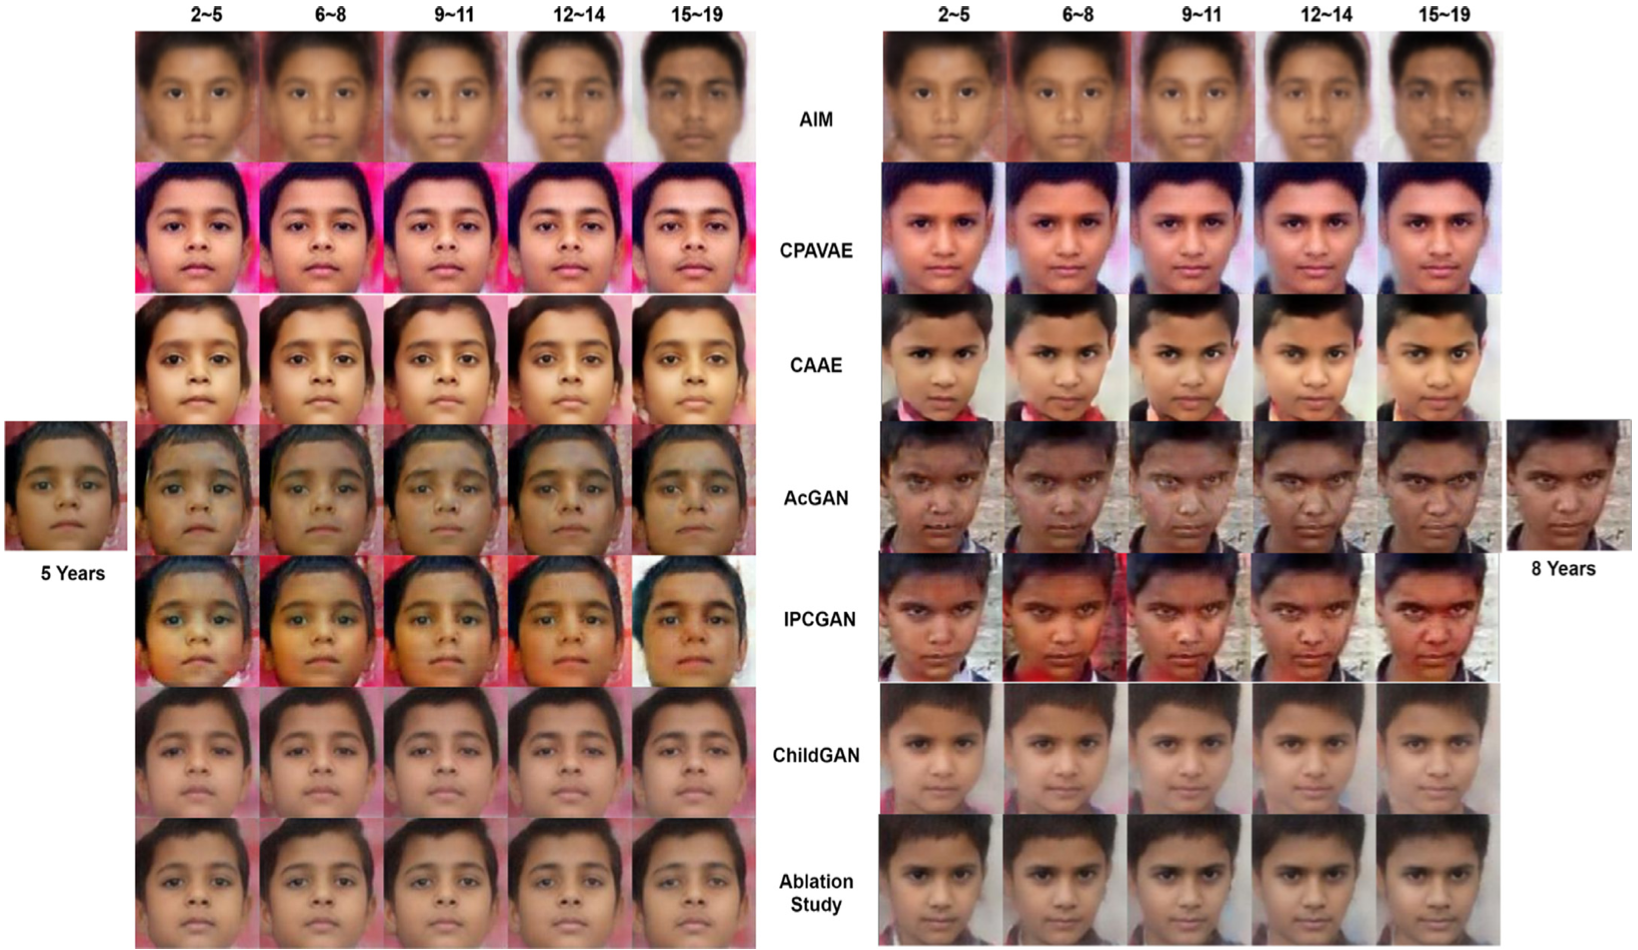 2~5 6~8 9~11 12~14 15~19 2~5 6~8 9~11 12~14 15~19
AIM
CPAVAE
CAAE
AcGAN
5 Years
8 Years
IPCGAN
ChildGAN
Ablation
Study